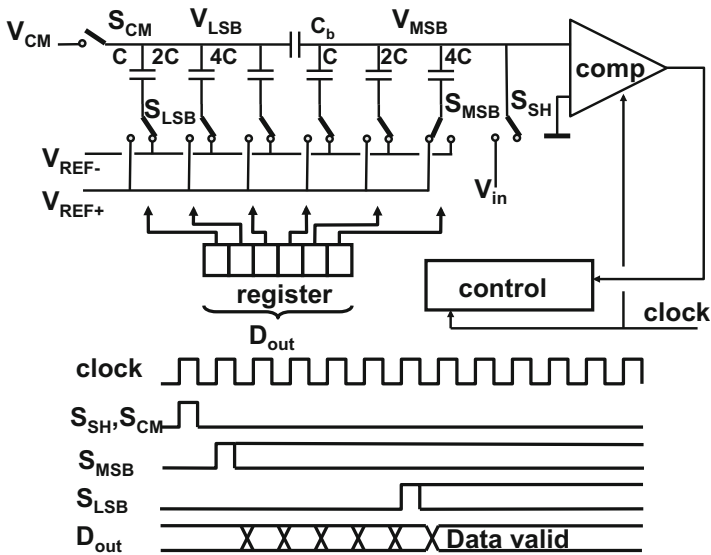 V_CM S_CM V_LSB C_b V_MSB
C 2C 4C C 2C 4C comp
S_LSB S_MSB S_SH
V_REF-
V_REF+ V_in
register control
D_out clock
clock
S_SH,S_CM
S_MSB
S_LSB
D_out Data valid